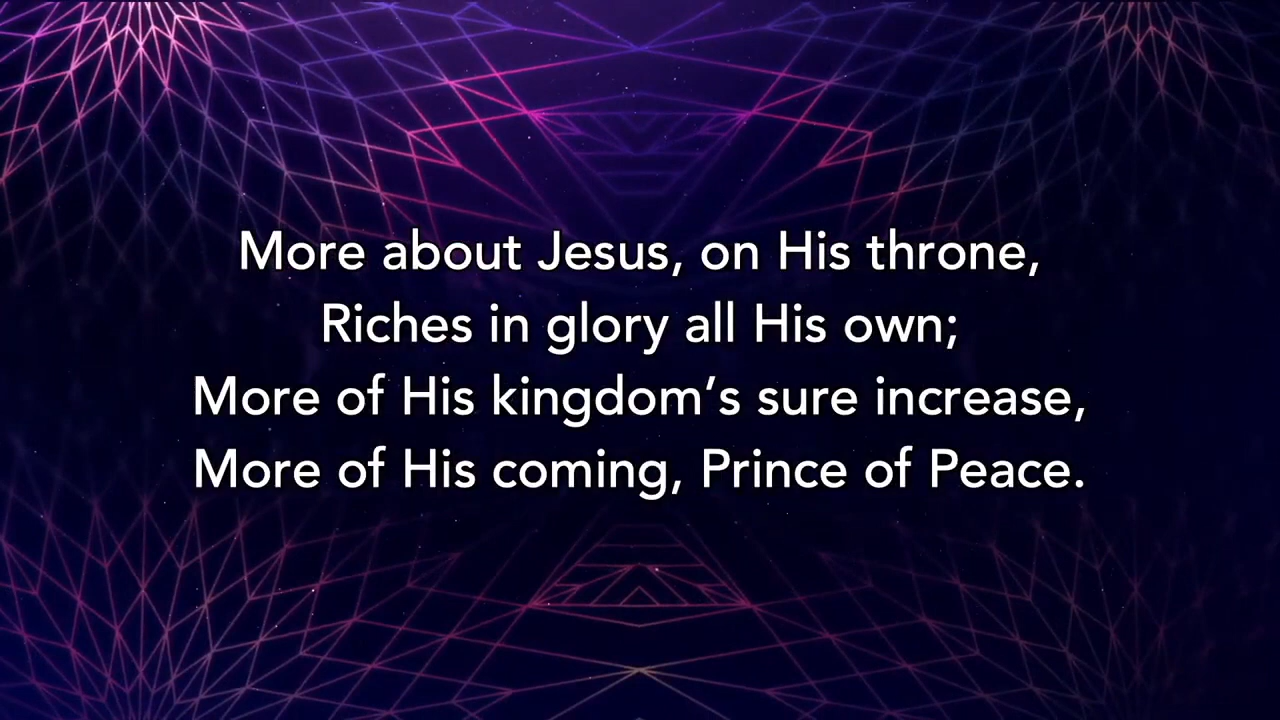 More about Jesus, on His throne,
Riches in glory all His own;
More of His kingdom’s sure increase,
More of His coming, Prince of Peace.